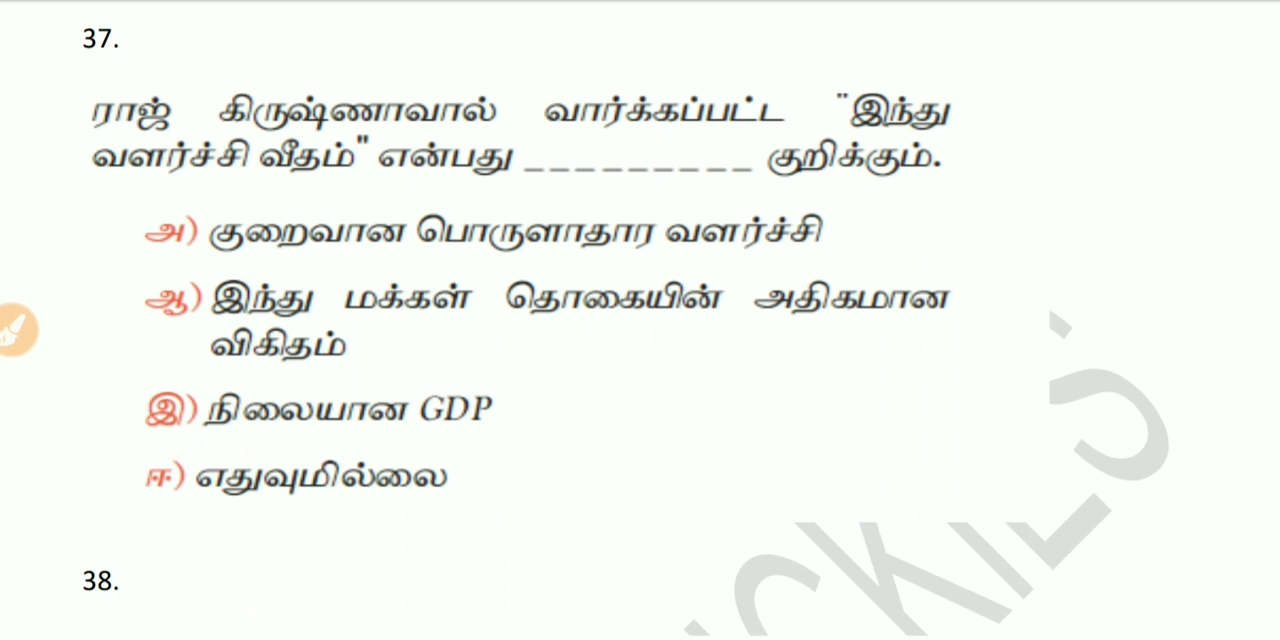 37.
ராஜ் கிருஷ்ணாவால் வார்க்கப்பட்ட "இந்து
வளர்ச்சி வீதம்" என்பது _________ குறிக்கும்.
அ) குறைவான பொருளாதார வளர்ச்சி
ஆ) இந்து மக்கள் தொகையின் அதிகமான
விகிதம்
இ) நிலையான GDP
ஈ) எதுவுமில்லை
38.